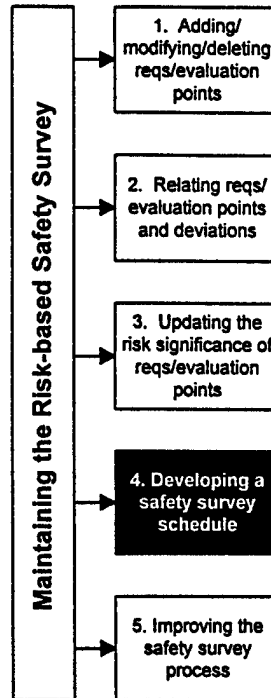 Maintaining the Risk-based Safety Survey
1. Adding/
modifying/deleting
reqs/evaluation
points
2. Relating reqs/
evaluation points
and deviations
3. Updating the
risk significance of
reqs/evaluation
points
4. Developing a
safety survey
schedule
5. Improving the
safety survey
process